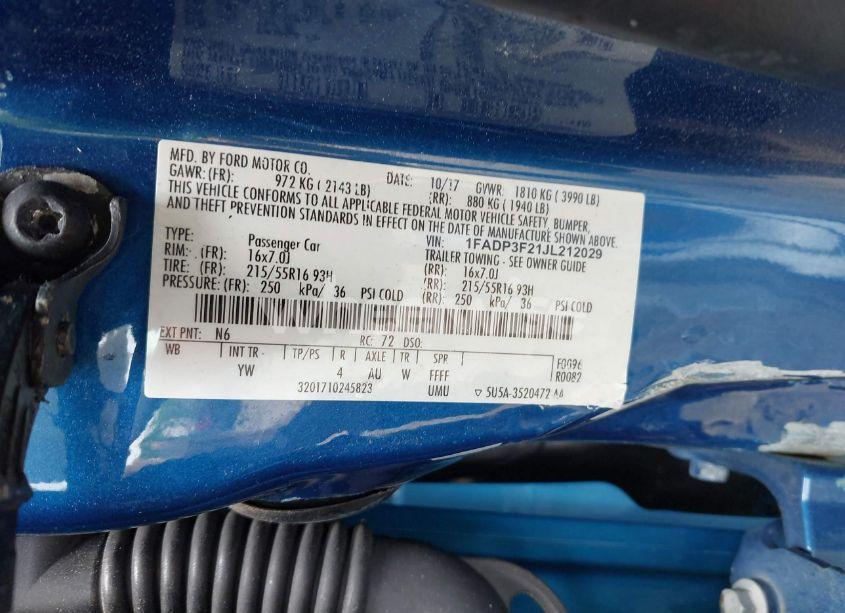 MFD. BY FORD MOTOR CO. DATE: 10/17 GVWR: 1810 KG ( 3990 LB)
GAWR: (FR): 972 KG ( 2143 LB) (RR): 880 KG ( 1940 LB)
THIS VEHICLE CONFORMS TO ALL APPLICABLE FEDERAL MOTOR VEHICLE SAFETY, BUMPER,
AND THEFT PREVENTION STANDARDS IN EFFECT ON THE DATE OF MANUFACTURE SHOWN ABOVE.
VIN: 1FADP3F21JL212029
TYPE: Passenger Car TRAILER TOWING - SEE OWNER GUIDE
RIM: (FR): 16x7.0J (RR): 16x7.0J
TIRE: (FR): 215/55R16 93H (RR): 215/55R16 93H
PRESSURE: (FR): 250 kPa/ 36 PSI COLD (RR): 250 kPa/ 36 PSI COLD
EXT PNT: N6 RC: 72 DSO:
WB INT TR TP/PS R AXLE TR SPR F0096
YW 4 AU W FFFF R0082
3201710245823 UMU 5U5A-3520472 AA